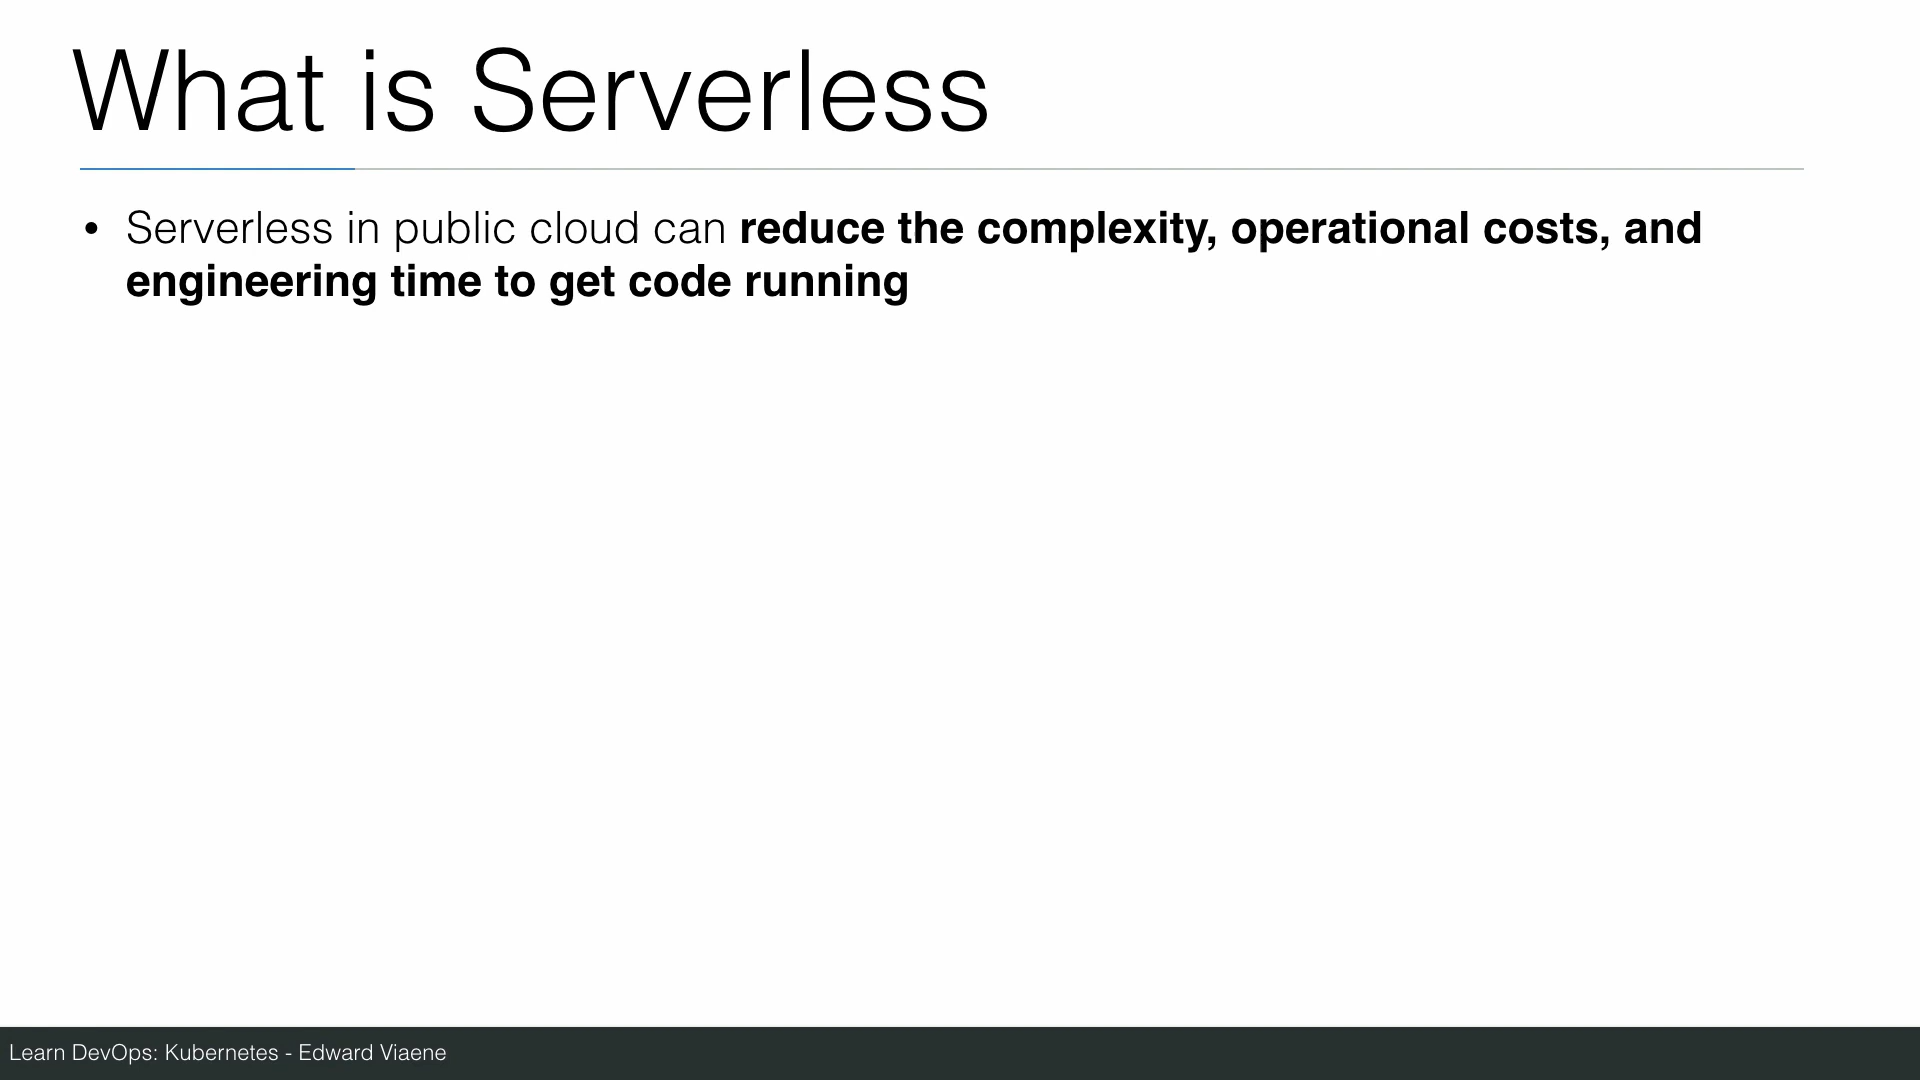 What is Serverless
• Serverless in public cloud can reduce the complexity, operational costs, and
engineering time to get code running
Learn DevOps: Kubernetes - Edward Viaene